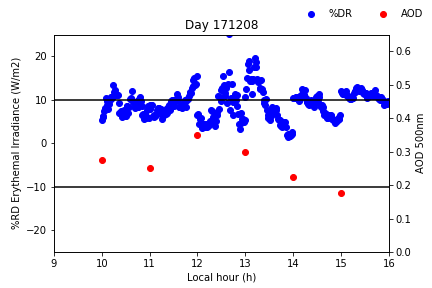 %DR AOD
Day 171208
%RD Erythemal Irradiance (W/m2)
20
10
0
−10
−20
0.6
0.5
0.4
0.3
0.2
0.1
0.0
AOD 500nm
9 10 11 12 13 14 15 16
Local hour (h)